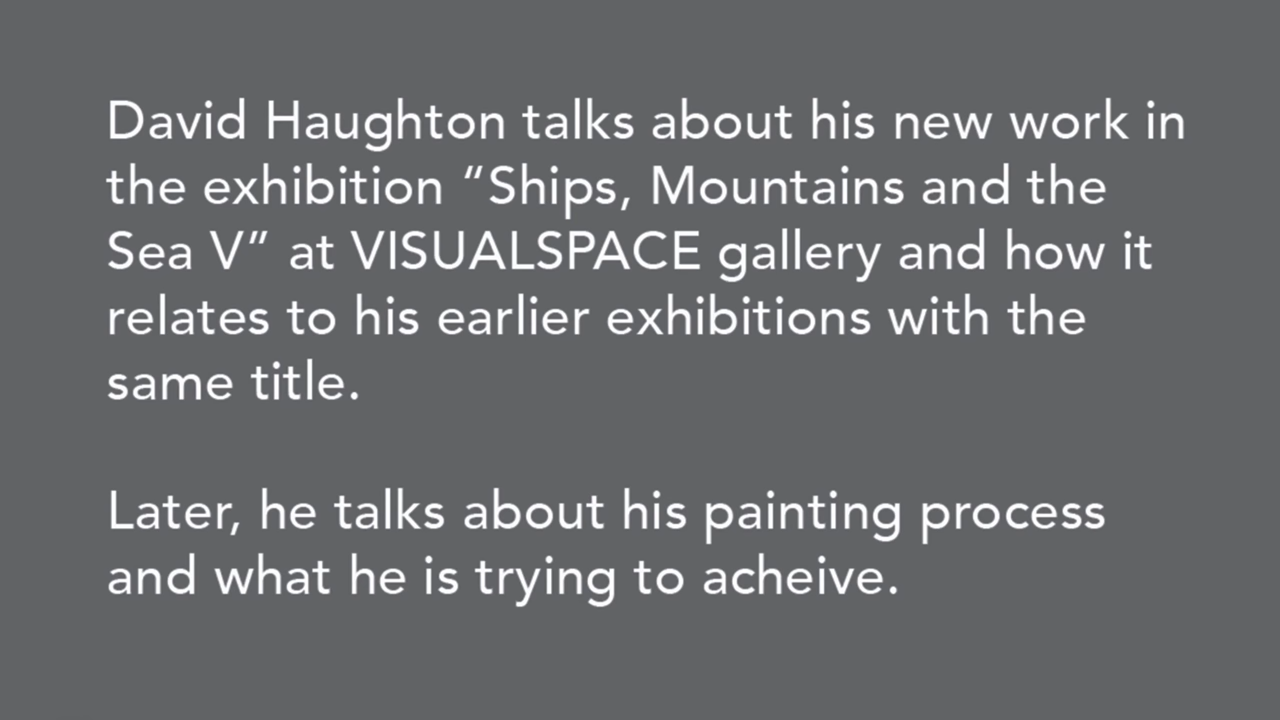 David Haughton talks about his new work in
the exhibition “Ships, Mountains and the
Sea V” at VISUALSPACE gallery and how it
relates to his earlier exhibitions with the
same title.
Later, he talks about his painting process
and what he is trying to acheive.